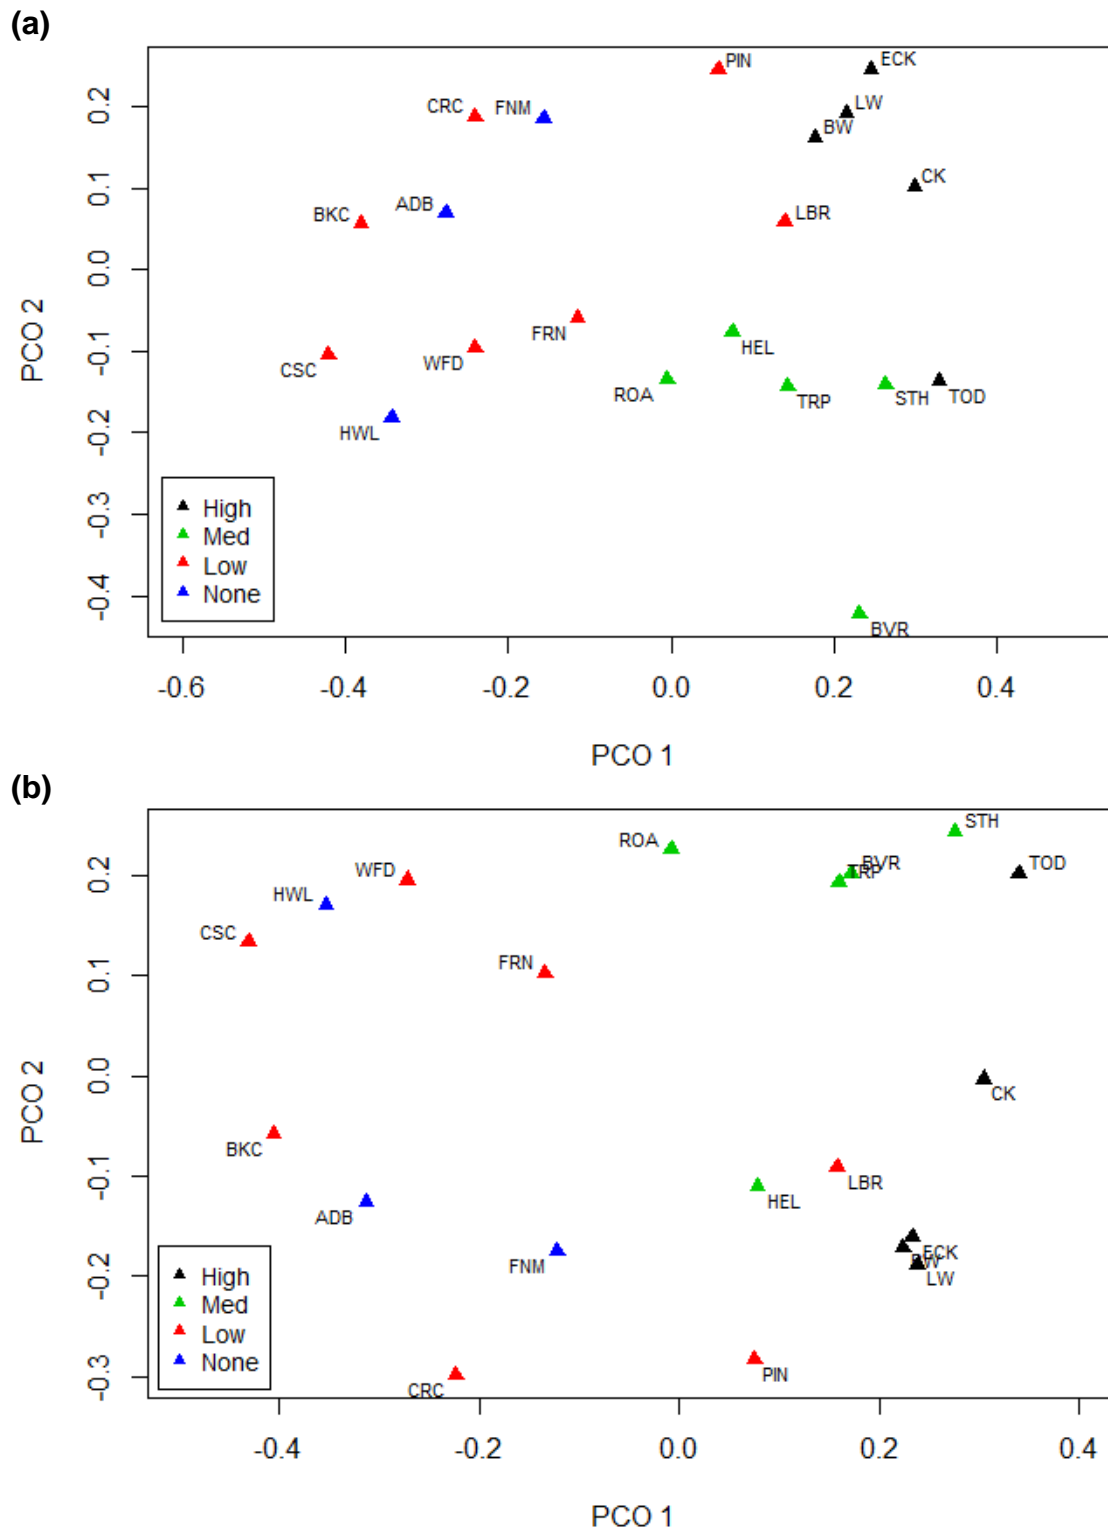 (a)
PIN
ECK
CRC
FNM
LW
BW
CK
BKC
ADB
LBR
FRN
HEL
CSC
WFD
ROA
TRP
STH
TOD
HWL
BVR
High
Med
Low
None
0.2
0.1
0.0
-0.1
-0.2
-0.3
-0.4
PCO 2
-0.6 -0.4 -0.2 0.0 0.2 0.4
PCO 1
(b)
STH
ROA
BVR
TRP
TOD
WFD
HWL
CSC
FRN
CK
BKC
HEL
LBR
ADB
FNM
ECK
BW
LW
PIN
CRC
High
Med
Low
None
0.2
0.1
0.0
-0.1
-0.2
-0.3
PCO 2
-0.4 -0.2 0.0 0.2 0.4
PCO 1